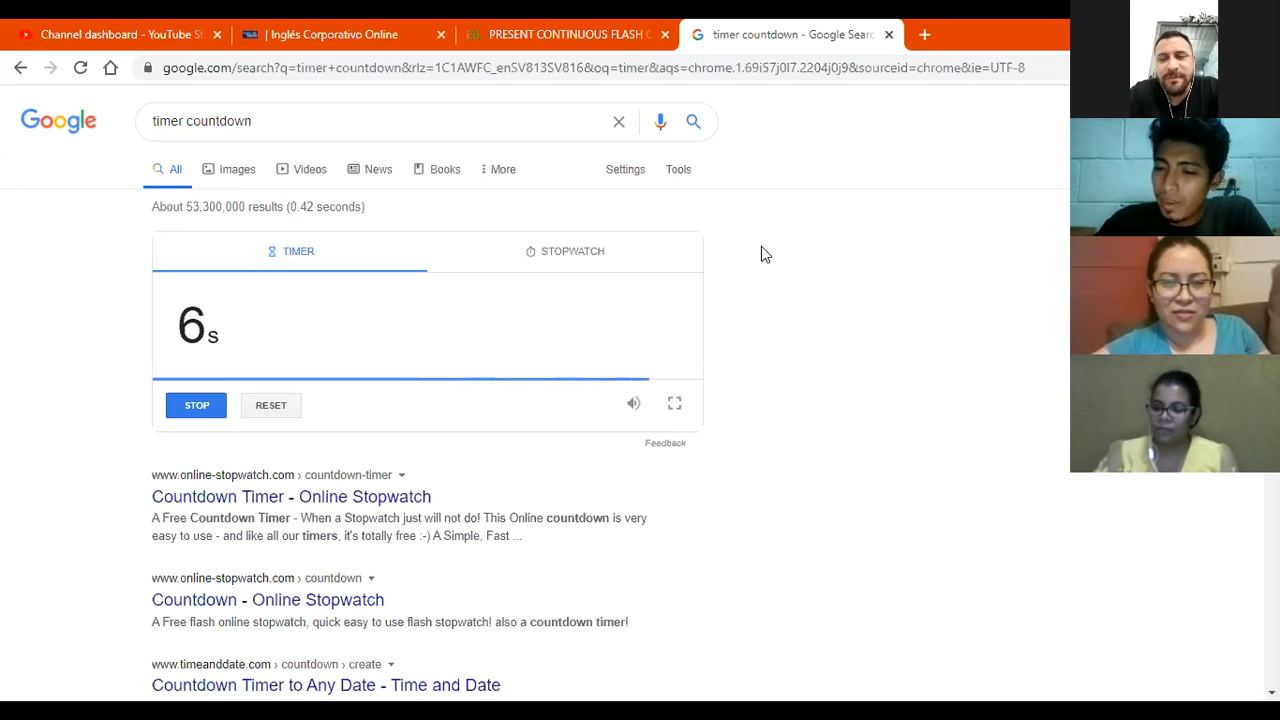 Channel dashboard - YouTube St
| Inglés Corporativo Online
PRESENT CONTINUOUS FLASH C
timer countdown - Google Searc
google.com/search?q=timer+countdown&rlz=1C1AVFC_enSV813SV816&oq=timer&aqs=chrome.1.69i57j0l7.2204j0j9&sourceid=chrome&ie=UTF-8
Google
timer countdown
All
Images
Videos
News
Books
More
Settings
Tools
About 53,300,000 results (0.42 seconds)
TIMER
STOPWATCH
6 s
STOP
RESET
Feedback
www.online-stopwatch.com › countdown-timer
Countdown Timer - Online Stopwatch
A Free Countdown Timer - When a Stopwatch just will not do! This Online countdown is very
easy to use - and like all our timers, it's totally free :-) A Simple, Fast ...
www.online-stopwatch.com › countdown
Countdown - Online Stopwatch
A Free flash online stopwatch, quick easy to use flash stopwatch! also a countdown timer!
www.timeanddate.com › countdown › create
Countdown Timer to Any Date - Time and Date